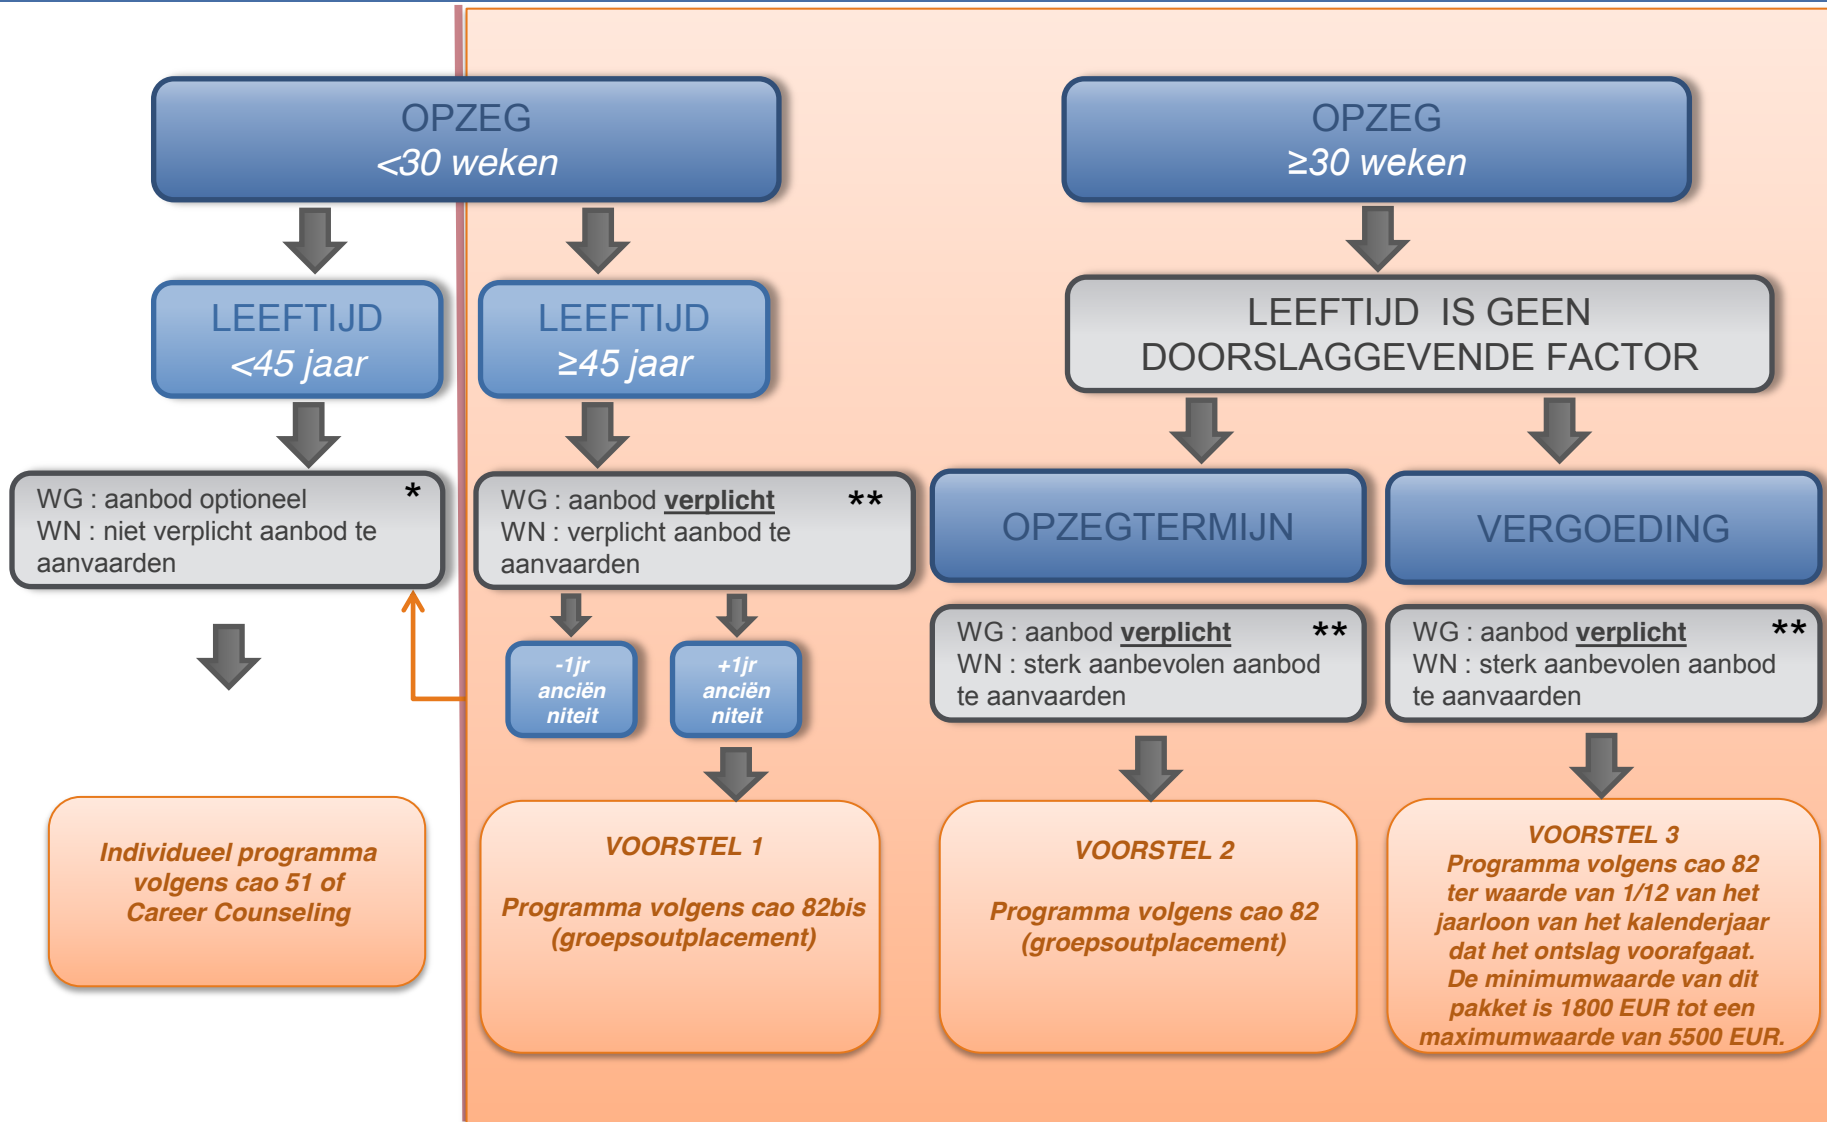 OPZEG
<30 weken
OPZEG
≥30 weken
LEEFTIJD
<45 jaar
LEEFTIJD
≥45 jaar
LEEFTIJD IS GEEN
DOORSLAGGEVENDE FACTOR
WG : aanbod optioneel *
WN : niet verplicht aanbod te
aanvaarden
WG : aanbod verplicht **
WN : verplicht aanbod te
aanvaarden
OPZEGTERMIJN
VERGOEDING
-1jr
anciën
niteit
+1jr
anciën
niteit
WG : aanbod verplicht **
WN : sterk aanbevolen aanbod
te aanvaarden
WG : aanbod verplicht **
WN : sterk aanbevolen aanbod
te aanvaarden
Individueel programma
volgens cao 51 of
Career Counseling
VOORSTEL 1
Programma volgens cao 82bis
(groepsoutplacement)
VOORSTEL 2
Programma volgens cao 82
(groepsoutplacement)
VOORSTEL 3
Programma volgens cao 82
ter waarde van 1/12 van het
jaarloon van het kalenderjaar
dat het ontslag voorafgaat.
De minimumwaarde van dit
pakket is 1800 EUR tot een
maximumwaarde van 5500 EUR.